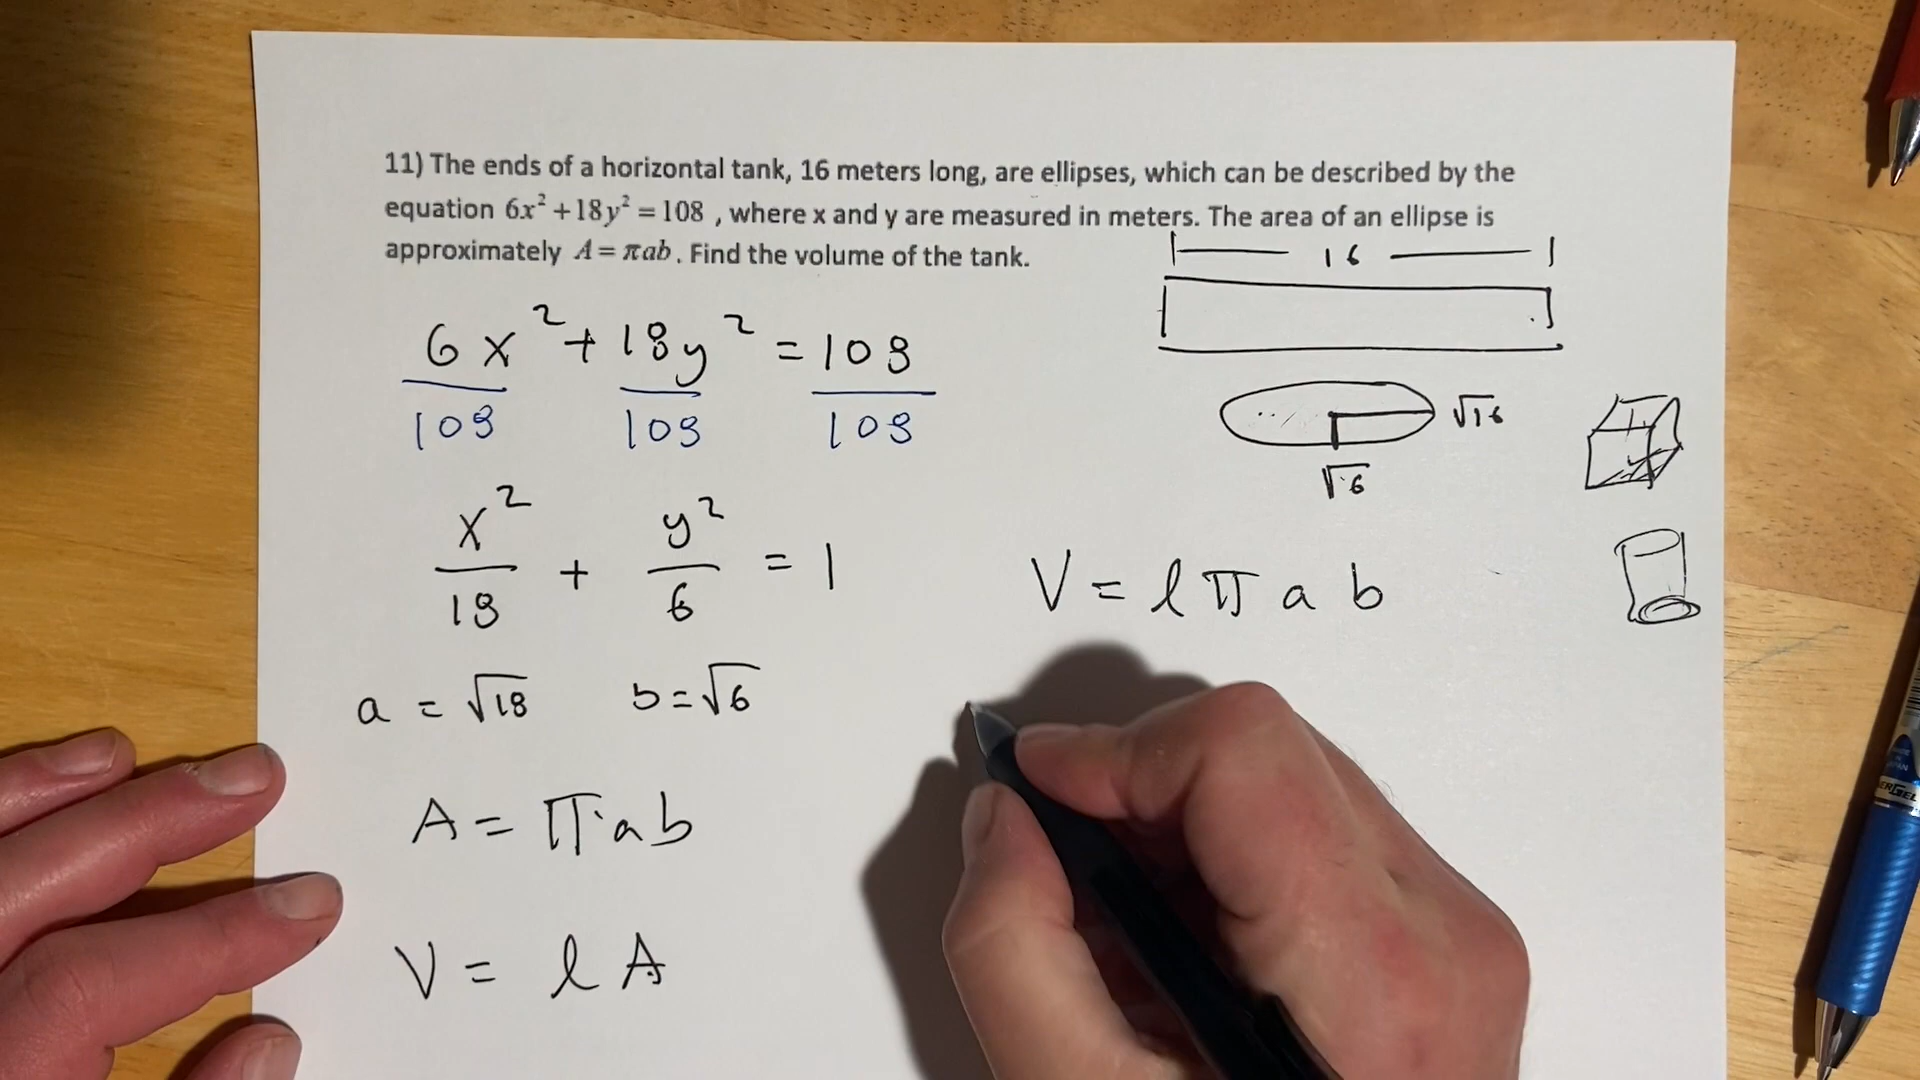 11) The ends of a horizontal tank, 16 meters long, are ellipses, which can be described by the
equation 6x² + 18y² = 108 , where x and y are measured in meters. The area of an ellipse is
approximately A = πab. Find the volume of the tank.
16
6x² + 18y² = 108
108 108 108
√16
√6
x²/18 + y²/6 = 1
V = l π a b
a = √18 b = √6
A = π · a b
V = l A